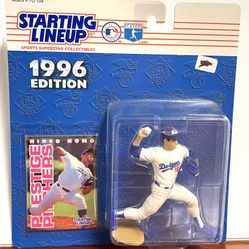 STARTING
LINEUP
SPORTS SUPERSTAR COLLECTIBLES
1996
EDITION
HIDEO NOMO
PRESTIGE
PITCHERS
Dodgers